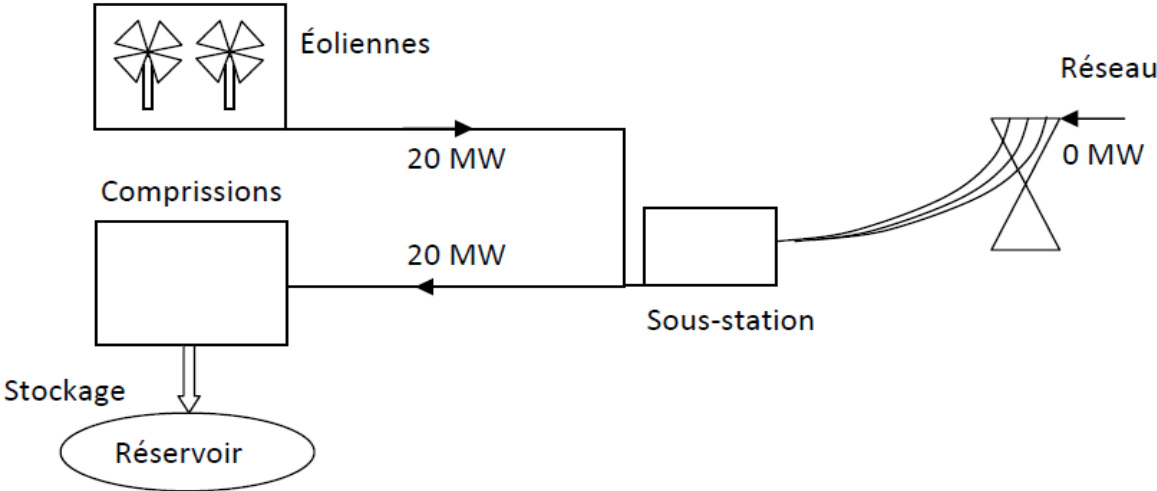 Éoliennes
Réseau
20 MW
0 MW
Comprissions
20 MW
Sous-station
Stockage
Réservoir